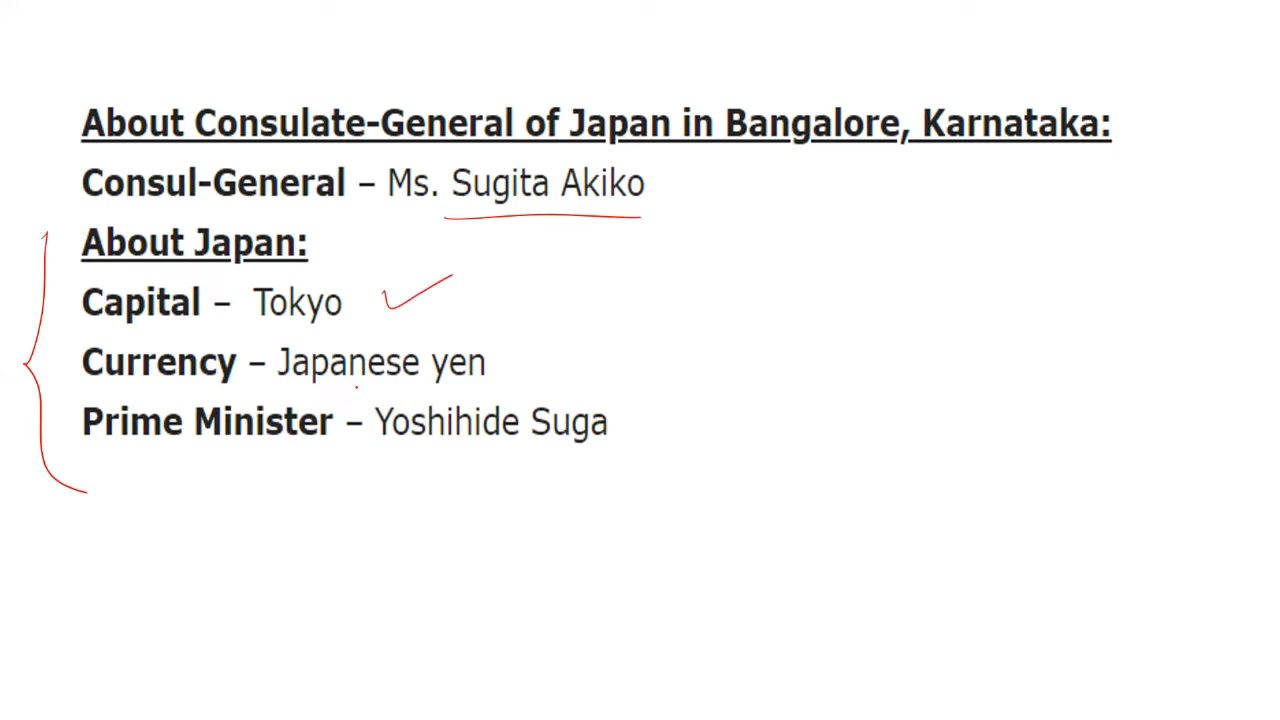 About Consulate-General of Japan in Bangalore, Karnataka:
Consul-General – Ms. Sugita Akiko
About Japan:
Capital – Tokyo
Currency – Japanese yen
Prime Minister – Yoshihide Suga